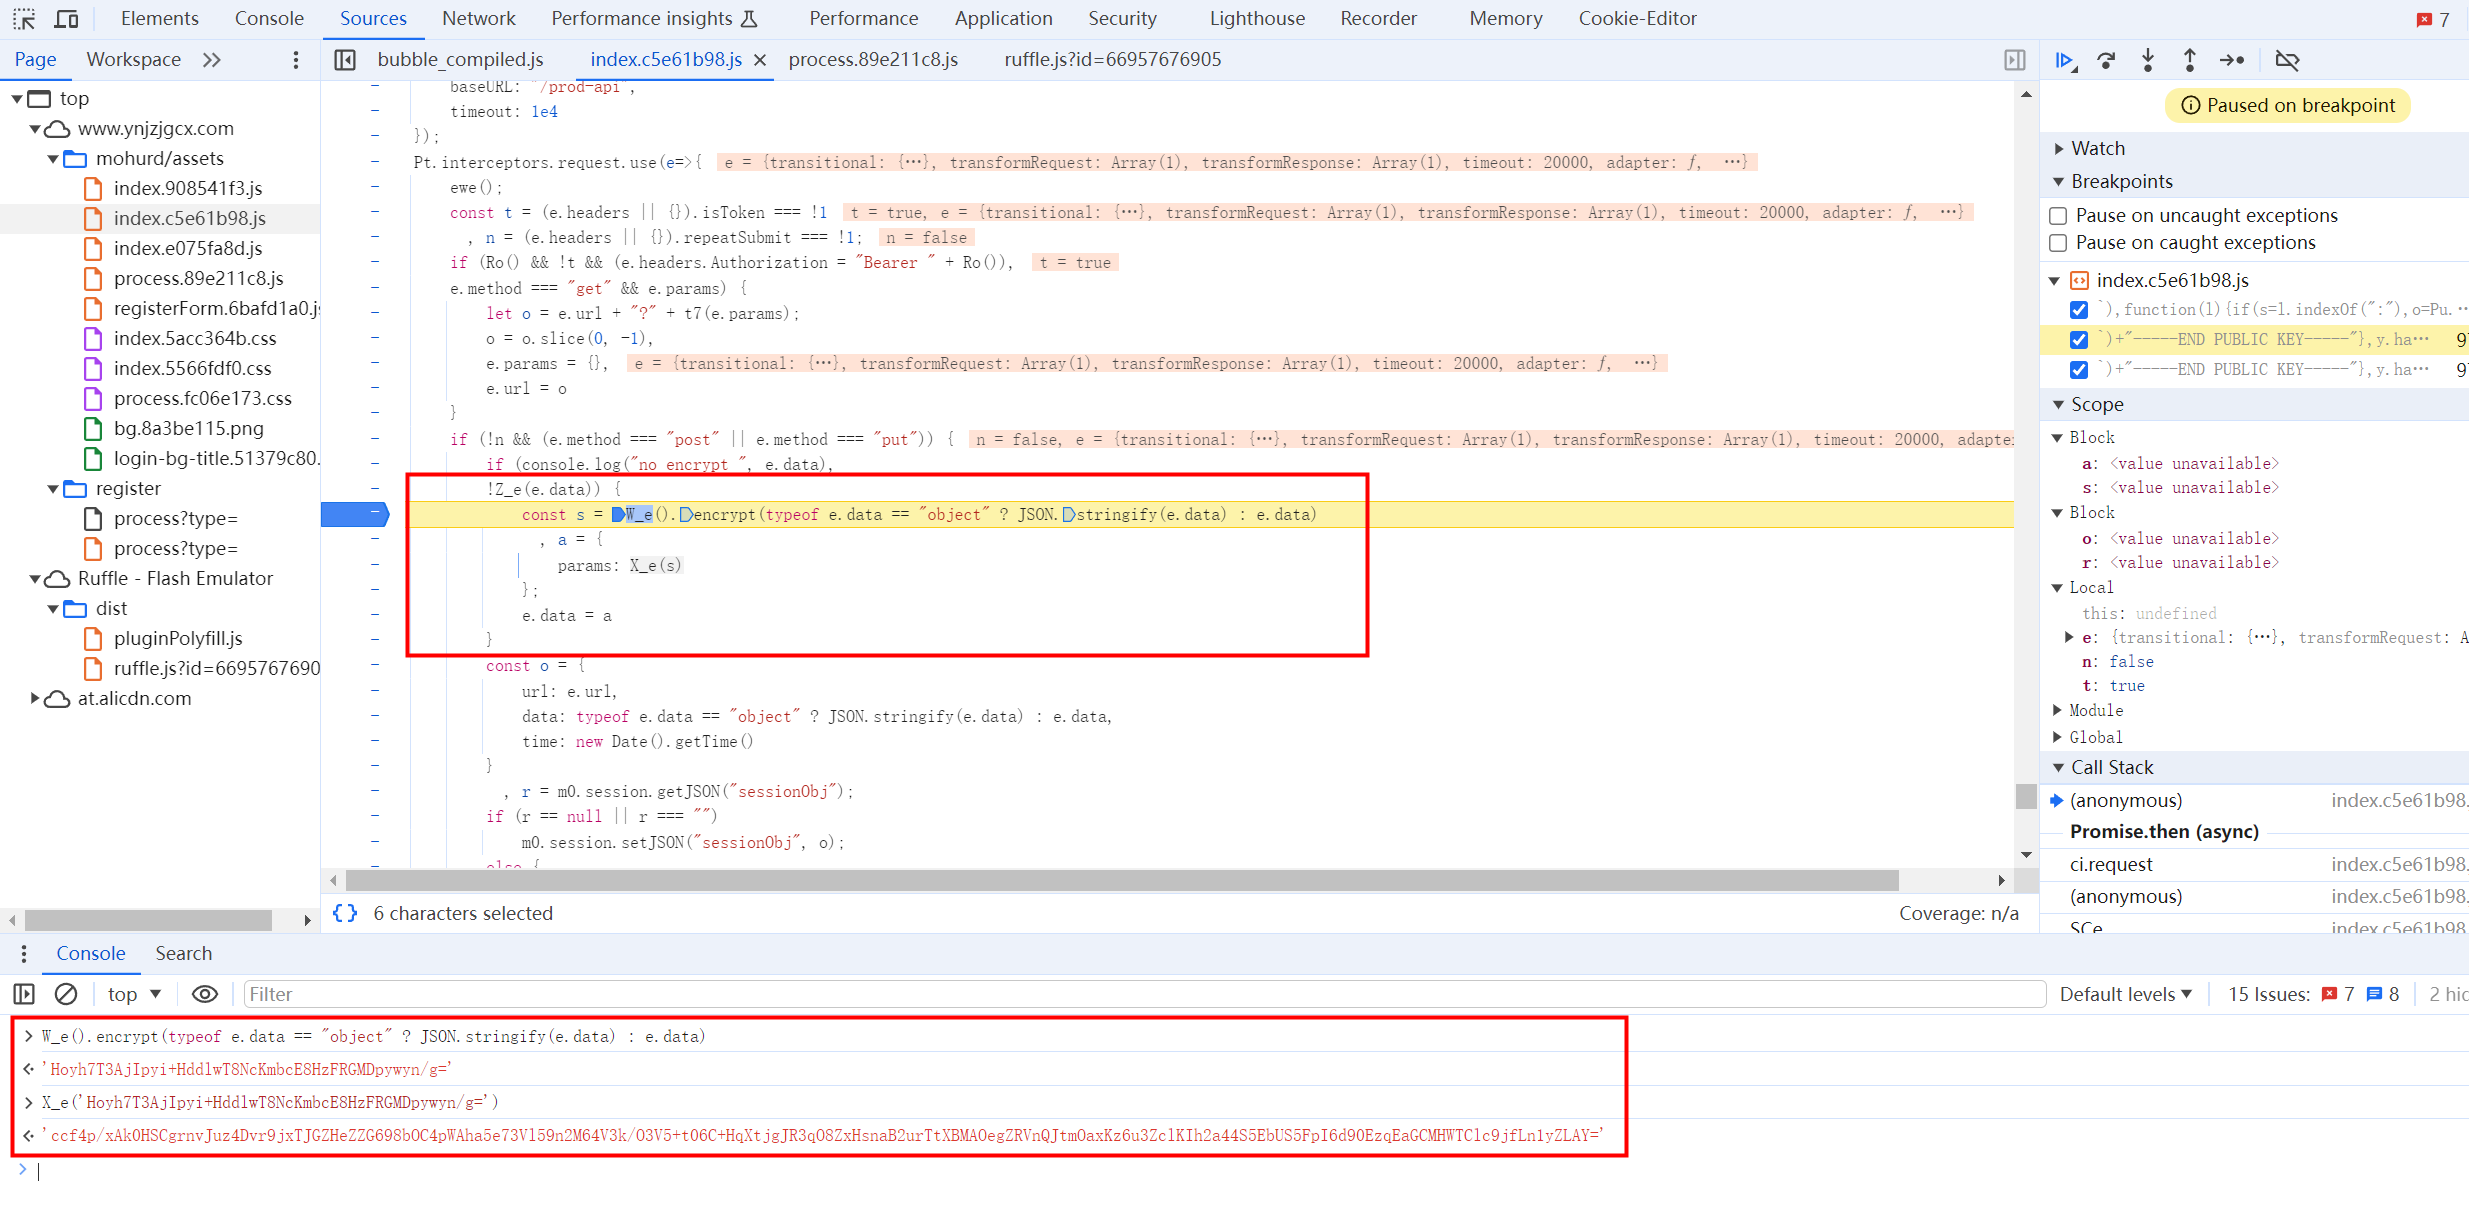 Elements Console Sources Network Performance insights Performance Application Security Lighthouse Recorder Memory Cookie-Editor 7
Page Workspace
bubble_compiled.js index.c5e61b98.js process.89e211c8.js ruffle.js?id=66957676905
top
www.ynjzjgcx.com
mohurd/assets
index.908541f3.js
index.c5e61b98.js
index.e075fa8d.js
process.89e211c8.js
registerForm.6bafd1a0.js
index.5acc364b.css
index.5566fdf0.css
process.fc06e173.css
bg.8a3be115.png
login-bg-title.51379c80.
register
process?type=
process?type=
Ruffle - Flash Emulator
dist
pluginPolyfill.js
ruffle.js?id=6695767690
at.alicdn.com
baseURL: "/prod-api",
timeout: 1e4
});
Pt.interceptors.request.use(e=>{ e = {transitional: {…}, transformRequest: Array(1), transformResponse: Array(1), timeout: 20000, adapter: ƒ, …}
ewe();
const t = (e.headers || {}).isToken === !1 t = true, e = {transitional: {…}, transformRequest: Array(1), transformResponse: Array(1), timeout: 20000, adapter: ƒ, …}
, n = (e.headers || {}).repeatSubmit === !1; n = false
if (Ro() && !t && (e.headers.Authorization = "Bearer " + Ro()), t = true
e.method === "get" && e.params) {
let o = e.url + "?" + t7(e.params);
o = o.slice(0, -1),
e.params = {}, e = {transitional: {…}, transformRequest: Array(1), transformResponse: Array(1), timeout: 20000, adapter: ƒ, …}
e.url = o
}
if (!n && (e.method === "post" || e.method === "put")) { n = false, e = {transitional: {…}, transformRequest: Array(1), transformResponse: Array(1), timeout: 20000, adapte
if (console.log("no encrypt ", e.data),
!Z_e(e.data)) {
const s = W_e().encrypt(typeof e.data == "object" ? JSON.stringify(e.data) : e.data)
, a = {
params: X_e(s)
};
e.data = a
}
const o = {
url: e.url,
data: typeof e.data == "object" ? JSON.stringify(e.data) : e.data,
time: new Date().getTime()
}
, r = m0.session.getJSON("sessionObj");
if (r == null || r === "")
m0.session.setJSON("sessionObj", o);
else {
{} 6 characters selected Coverage: n/a
Paused on breakpoint
Watch
Breakpoints
Pause on uncaught exceptions
Pause on caught exceptions
index.c5e61b98.js
`),function(l){if(s=l.indexOf(":"),o=Pu.…
`)+"-----END PUBLIC KEY-----"},y.ha… 9
`)+"-----END PUBLIC KEY-----"},y.ha… 9
Scope
Block
a: <value unavailable>
s: <value unavailable>
Block
o: <value unavailable>
r: <value unavailable>
Local
this: undefined
e: {transitional: {…}, transformRequest: A
n: false
t: true
Module
Global
Call Stack
(anonymous) index.c5e61b98.
Promise.then (async)
ci.request index.c5e61b98.
(anonymous) index.c5e61b98.
SCe index.c5e61b98.
Console Search
top Filter Default levels 15 Issues: 7 8 2 hid
W_e().encrypt(typeof e.data == "object" ? JSON.stringify(e.data) : e.data)
'Hoyh7T3AjIpyi+HddlwT8NcKmbcE8HzFRGMDpywyn/g='
X_e('Hoyh7T3AjIpyi+HddlwT8NcKmbcE8HzFRGMDpywyn/g=')
'ccf4p/xAk0HSCgrnvJuz4Dvr9jxTJGZHeZZG698bOC4pWAha5e73Vl59n2M64V3k/O3V5+t06C+HqXtjgJR3qO8ZxHsnaB2urTtXBMAOegZRVnQJtmOaxKz6u3ZclKIh2a44S5EbUS5FpI6d9OEzqEaGCMHWTClc9jfLn1yZLAY='